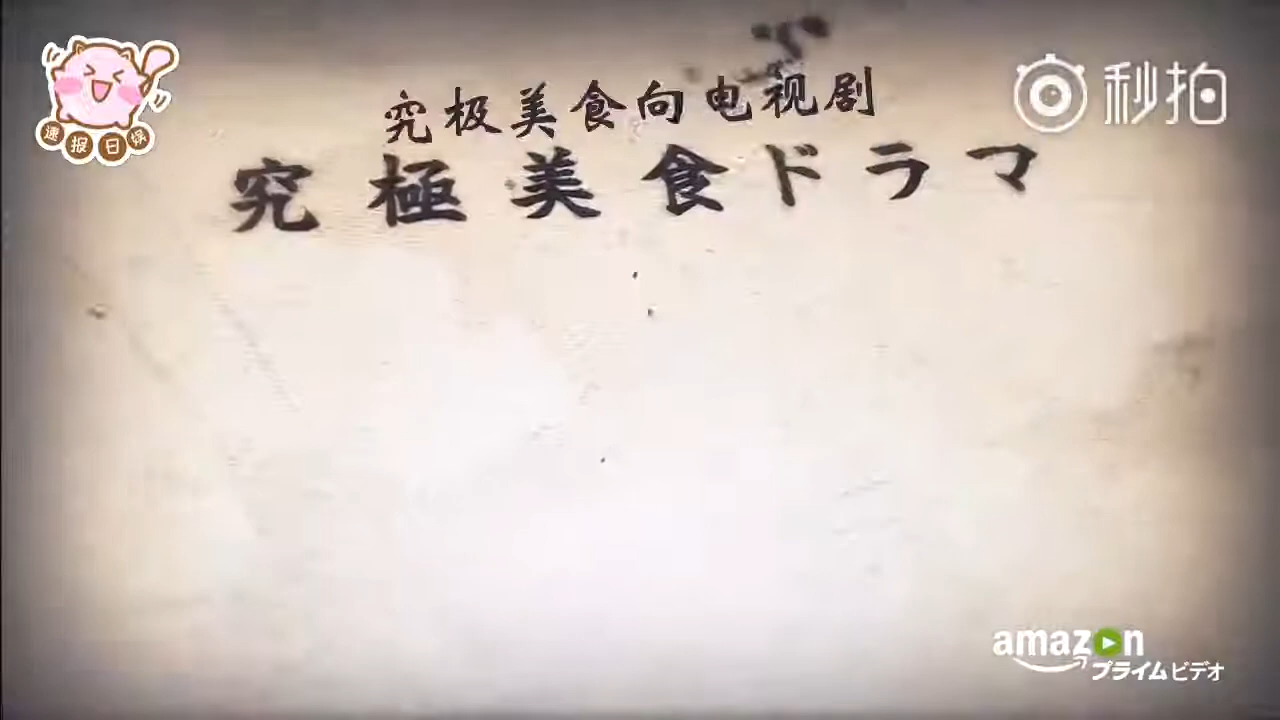 速报日妹
秒拍
究极美食向电视剧
究極美食ドラマ
amazon
プライムビデオ